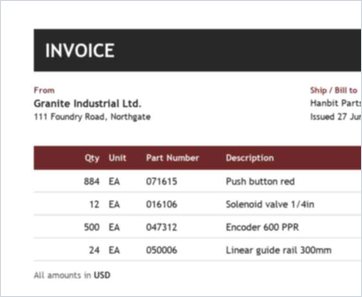 INVOICE
From
Granite Industrial Ltd.
111 Foundry Road, Northgate
Ship / Bill to
Hanbit Parts
Issued 27 Jun
Qty Unit Part Number Description
884 EA 071615 Push button red
12 EA 016106 Solenoid valve 1/4in
500 EA 047312 Encoder 600 PPR
24 EA 050006 Linear guide rail 300mm
All amounts in USD